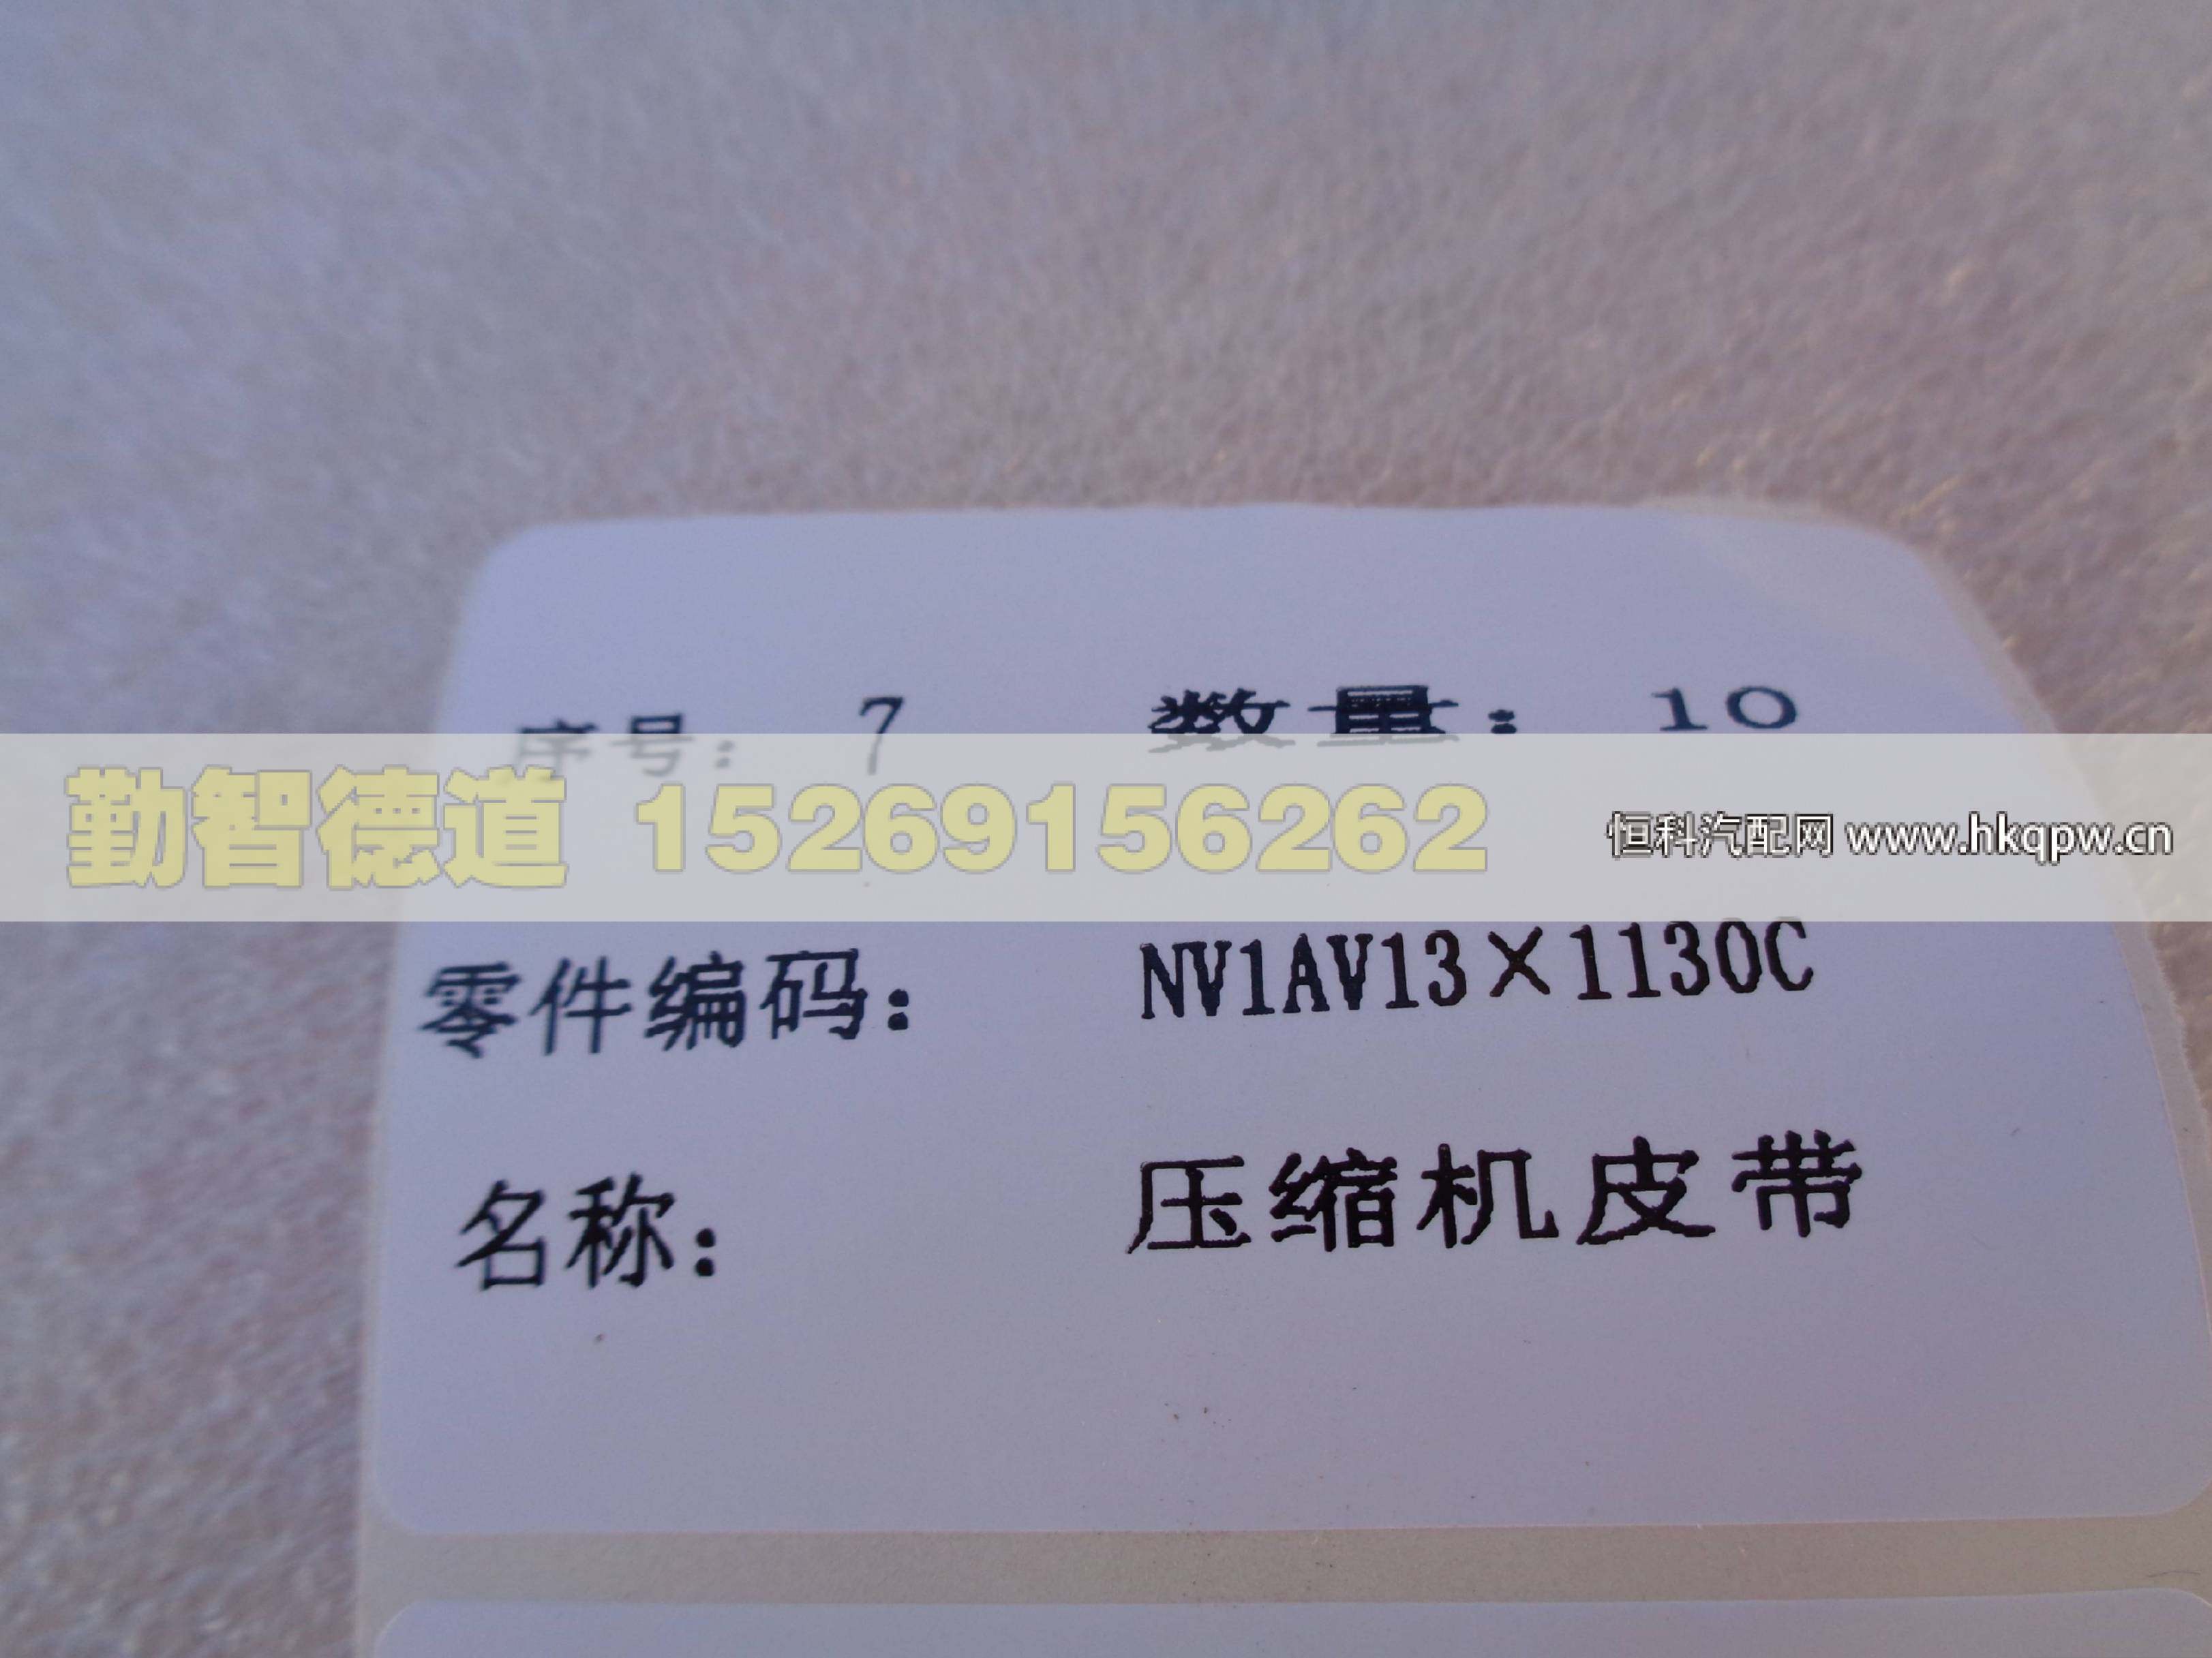 序号： 7 数量： 10
勤智德道 15269156262 恒科汽配网 www.hkqpw.cn
零件编码： NV1AV13×1130C
名称： 压缩机皮带